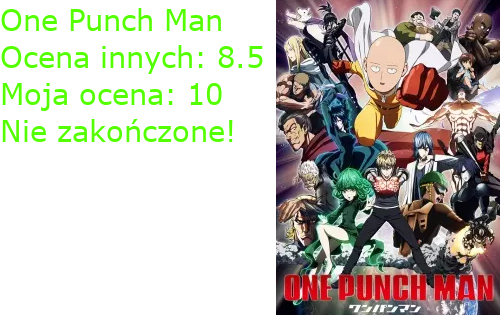 One Punch Man
Ocena innych: 8.5
Moja ocena: 10
Nie zakończone!
ONE PUNCH MAN
ワンパンマン